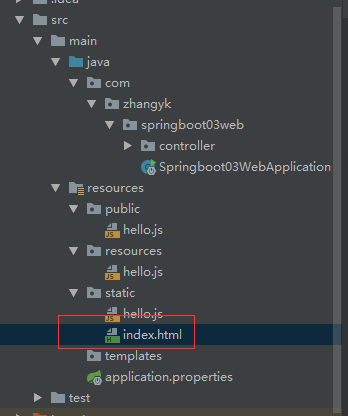 .idea
src
main
java
com
zhangyk
springboot03web
controller
Springboot03WebApplication
resources
public
hello.js
resources
hello.js
static
hello.js
index.html
templates
application.properties
test